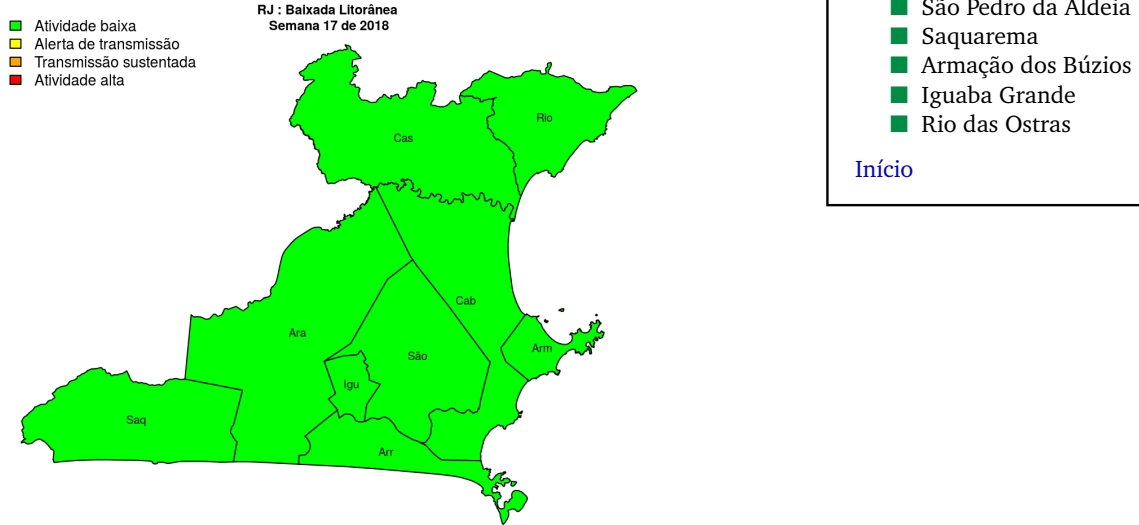 RJ : Baixada Litorânea
Semana 17 de 2018
Atividade baixa
Alerta de transmissão
Transmissão sustentada
Atividade alta
Cas
Rio
Cab
Ara
São
Arm
Igu
Saq
Arr
São Pedro da Aldeia
Saquarema
Armação dos Búzios
Iguaba Grande
Rio das Ostras
Início